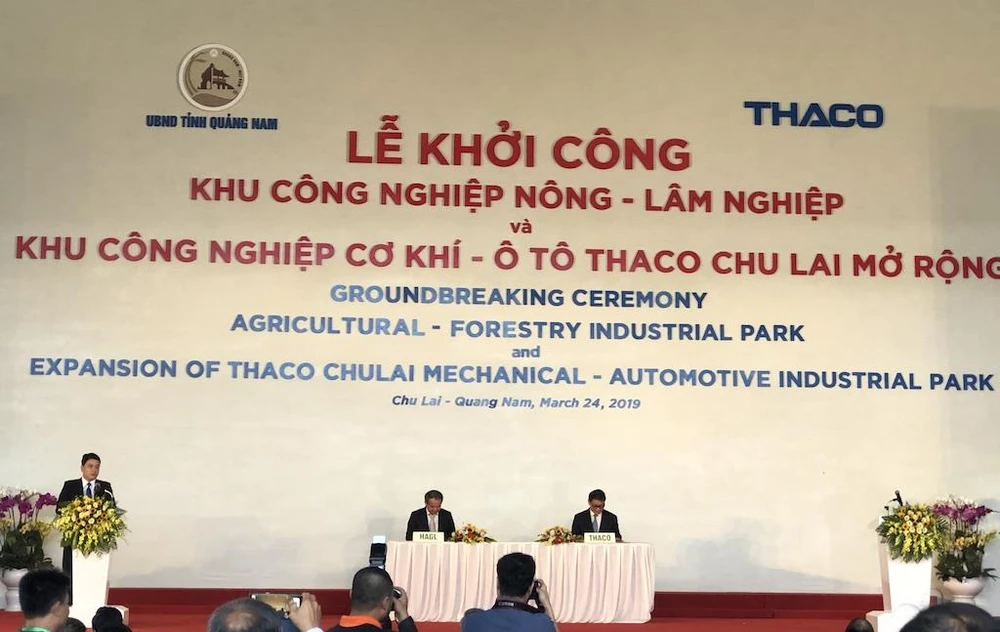 UBND TỈNH QUẢNG NAM
THACO
LỄ KHỞI CÔNG
KHU CÔNG NGHIỆP NÔNG - LÂM NGHIỆP
và
KHU CÔNG NGHIỆP CƠ KHÍ - Ô TÔ THACO CHU LAI MỞ RỘNG
GROUNDBREAKING CEREMONY
AGRICULTURAL - FORESTRY INDUSTRIAL PARK
and
EXPANSION OF THACO CHULAI MECHANICAL - AUTOMOTIVE INDUSTRIAL PARK
Chu Lai - Quang Nam, March 24, 2019
HAGL
THACO